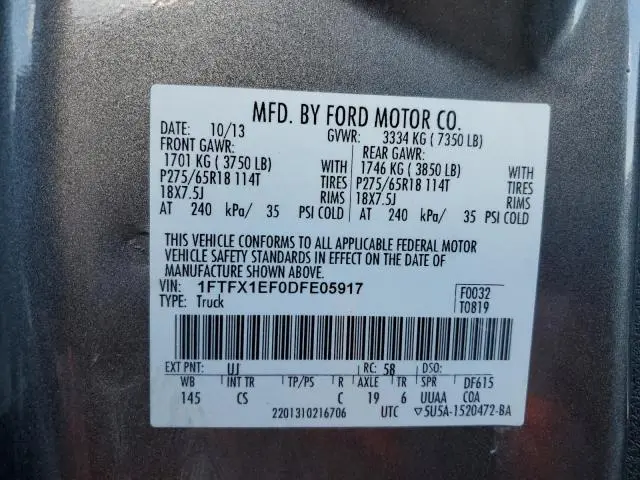 MFD. BY FORD MOTOR CO.
DATE: 10/13 GVWR: 3334 KG ( 7350 LB)
FRONT GAWR: REAR GAWR:
1701 KG ( 3750 LB) WITH 1746 KG ( 3850 LB) WITH
P275/65R18 114T TIRES P275/65R18 114T TIRES
18X7.5J RIMS 18X7.5J RIMS
AT 240 kPa/ 35 PSI COLD AT 240 kPa/ 35 PSI COLD
THIS VEHICLE CONFORMS TO ALL APPLICABLE FEDERAL MOTOR
VEHICLE SAFETY STANDARDS IN EFFECT ON THE DATE OF
MANUFACTURE SHOWN ABOVE.
VIN: 1FTFX1EF0DFE05917 F0032
TYPE: Truck T0819
EXT PNT: UJ RC: 58 DSO:
WB INT TR TP/PS R AXLE TR SPR DF615
145 CS C 19 6 UUAA COA
2201310216706 UTC ▽5U5A-1520472-BA